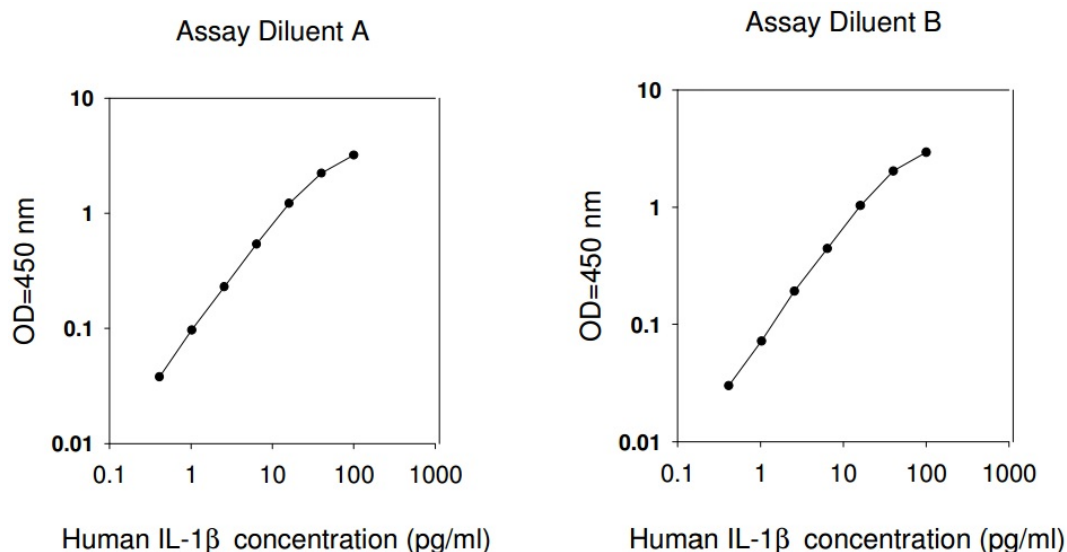 Assay Diluent A
10
1
0.1
0.01
OD=450 nm
0.1 1 10 100 1000
Human IL-1β concentration (pg/ml)
Assay Diluent B
10
1
0.1
0.01
OD=450 nm
0.1 1 10 100 1000
Human IL-1β concentration (pg/ml)